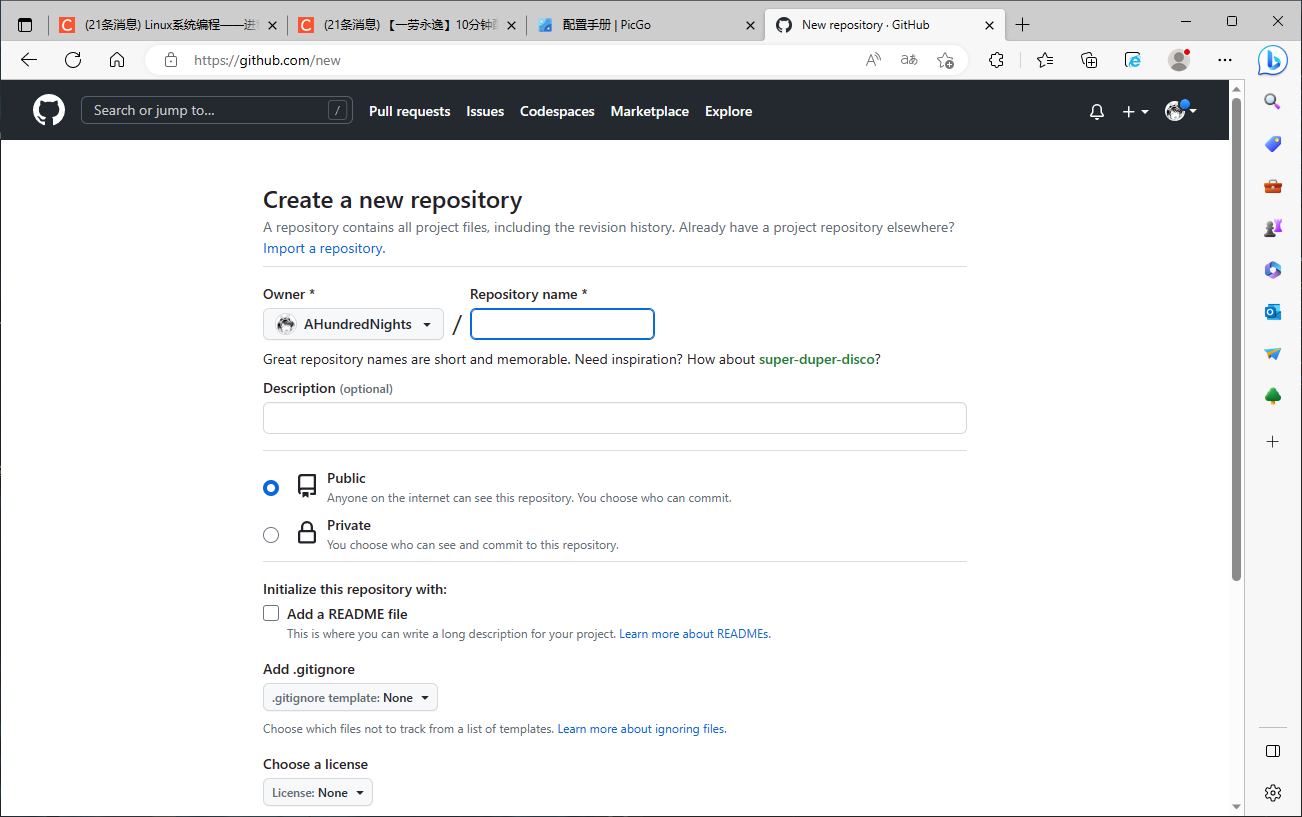 (21条消息) Linux系统编程——进
(21条消息) 【一劳永逸】10分钟
配置手册 | PicGo
New repository · GitHub
https://github.com/new
Search or jump to...
/
Pull requests
Issues
Codespaces
Marketplace
Explore
Create a new repository
A repository contains all project files, including the revision history. Already have a project repository elsewhere?
Import a repository.
Owner *
Repository name *
AHundredNights
/
Great repository names are short and memorable. Need inspiration? How about super-duper-disco?
Description (optional)
Public
Anyone on the internet can see this repository. You choose who can commit.
Private
You choose who can see and commit to this repository.
Initialize this repository with:
Add a README file
This is where you can write a long description for your project. Learn more about READMEs.
Add .gitignore
.gitignore template: None
Choose which files not to track from a list of templates. Learn more about ignoring files.
Choose a license
License: None